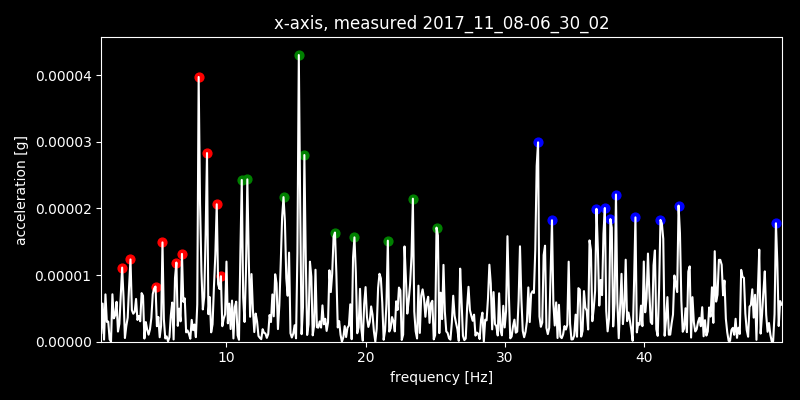 x-axis, measured 2017_11_08-06_30_02
0.00004
0.00003
0.00002
0.00001
0.00000
acceleration [g]
10 20 30 40
frequency [Hz]